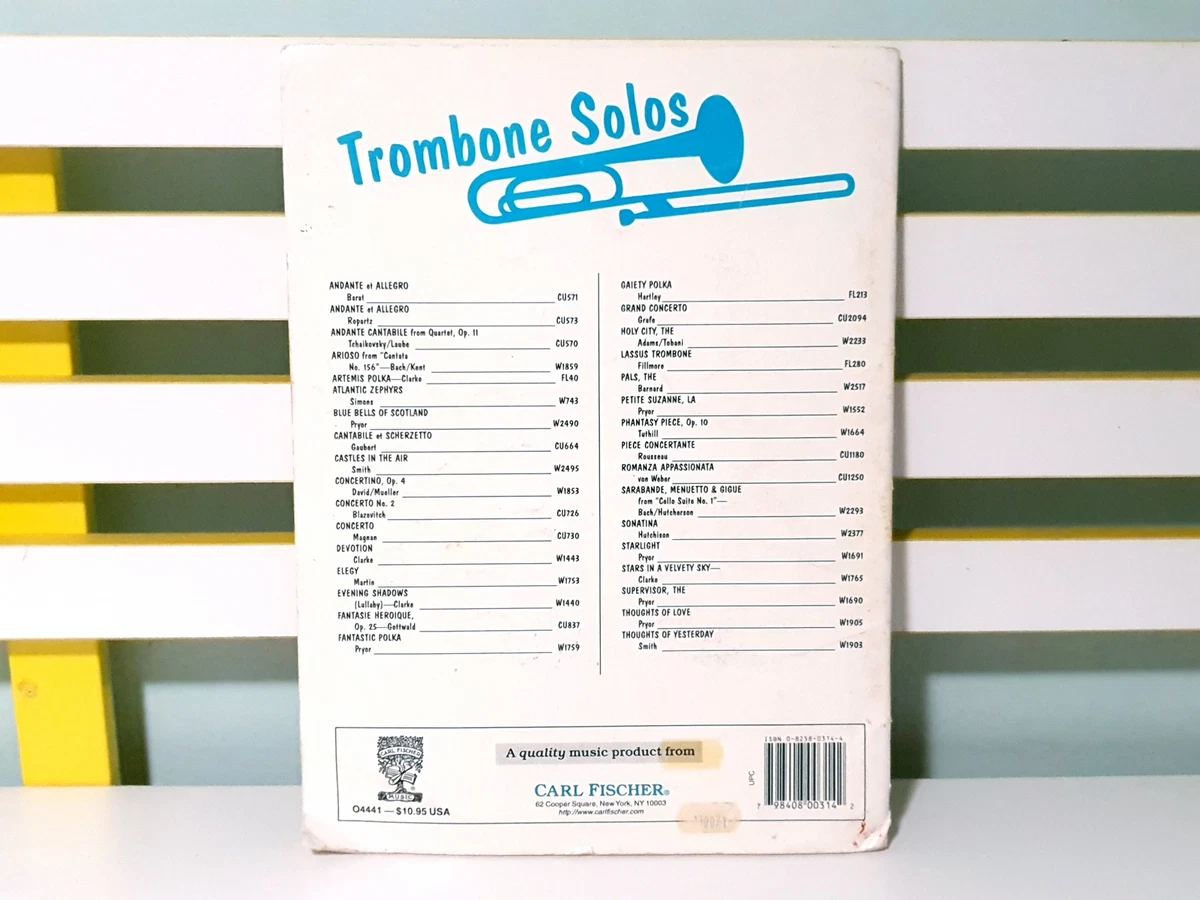 Trombone Solos
ANDANTE et ALLEGRO
Barat CU571
ANDANTE et ALLEGRO
Ropartz CU573
ANDANTE CANTABILE from Quartet, Op. 11
Tchaikovsky/Laube CU570
ARIOSO from "Cantata
No. 156"—Bach/Kent W1859
ARTEMIS POLKA—Clarke FL40
ATLANTIC ZEPHYRS
Simons W743
BLUE BELLS OF SCOTLAND
Pryor W2490
CANTABILE et SCHERZETTO
Gaubert CU664
CASTLES IN THE AIR
Smith W2495
CONCERTINO, Op. 4
David/Mueller W1853
CONCERTO No. 2
Blazevitch CU726
CONCERTO
Magnan CU730
DEVOTION
Clarke W1443
ELEGY
Martin W1753
EVENING SHADOWS
(Lullaby)—Clarke W1440
FANTASIE HEROIQUE,
Op. 25—Gottwald CU837
FANTASTIC POLKA
Pryor W1759
GAIETY POLKA
Hartley FL213
GRAND CONCERTO
Grafe CU2094
HOLY CITY, THE
Adams/Tobani W2233
LASSUS TROMBONE
Fillmore FL280
PALS, THE
Barnard W2517
PETITE SUZANNE, LA
Pryor W1552
PHANTASY PIECE, Op. 10
Tuthill W1664
PIECE CONCERTANTE
Rousseau CU1180
ROMANZA APPASSIONATA
von Weber CU1250
SARABANDE, MENUETTO & GIGUE
from "Cello Suite No. 1"—
Bach/Hutcherson W2293
SONATINA
Hutchison W2377
STARLIGHT
Pryor W1691
STARS IN A VELVETY SKY—
Clarke W1765
SUPERVISOR, THE
Pryor W1690
THOUGHTS OF LOVE
Pryor W1905
THOUGHTS OF YESTERDAY
Smith W1903
CARL FISCHER
MUSIC
O4441 — $10.95 USA
A quality music product from
CARL FISCHER®
62 Cooper Square, New York, NY 10003
http://www.carlfischer.com
ISBN 0-8258-0314-4
UPC
7 98408 00314 2